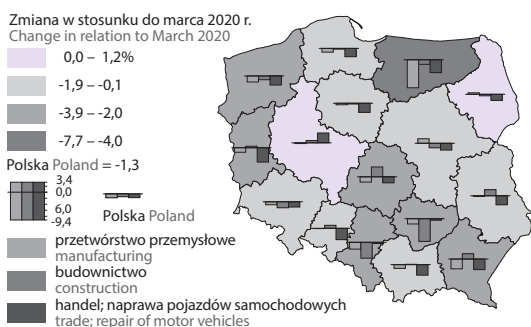 Zmiana w stosunku do marca 2020 r.
Change in relation to March 2020
0,0 – 1,2%
-1,9 – -0,1
-3,9 – -2,0
-7,7 – -4,0
Polska Poland = -1,3
3,4
0,0
6,0
-9,4
Polska Poland
przetwórstwo przemysłowe
manufacturing
budownictwo
construction
handel; naprawa pojazdów samochodowych
trade; repair of motor vehicles